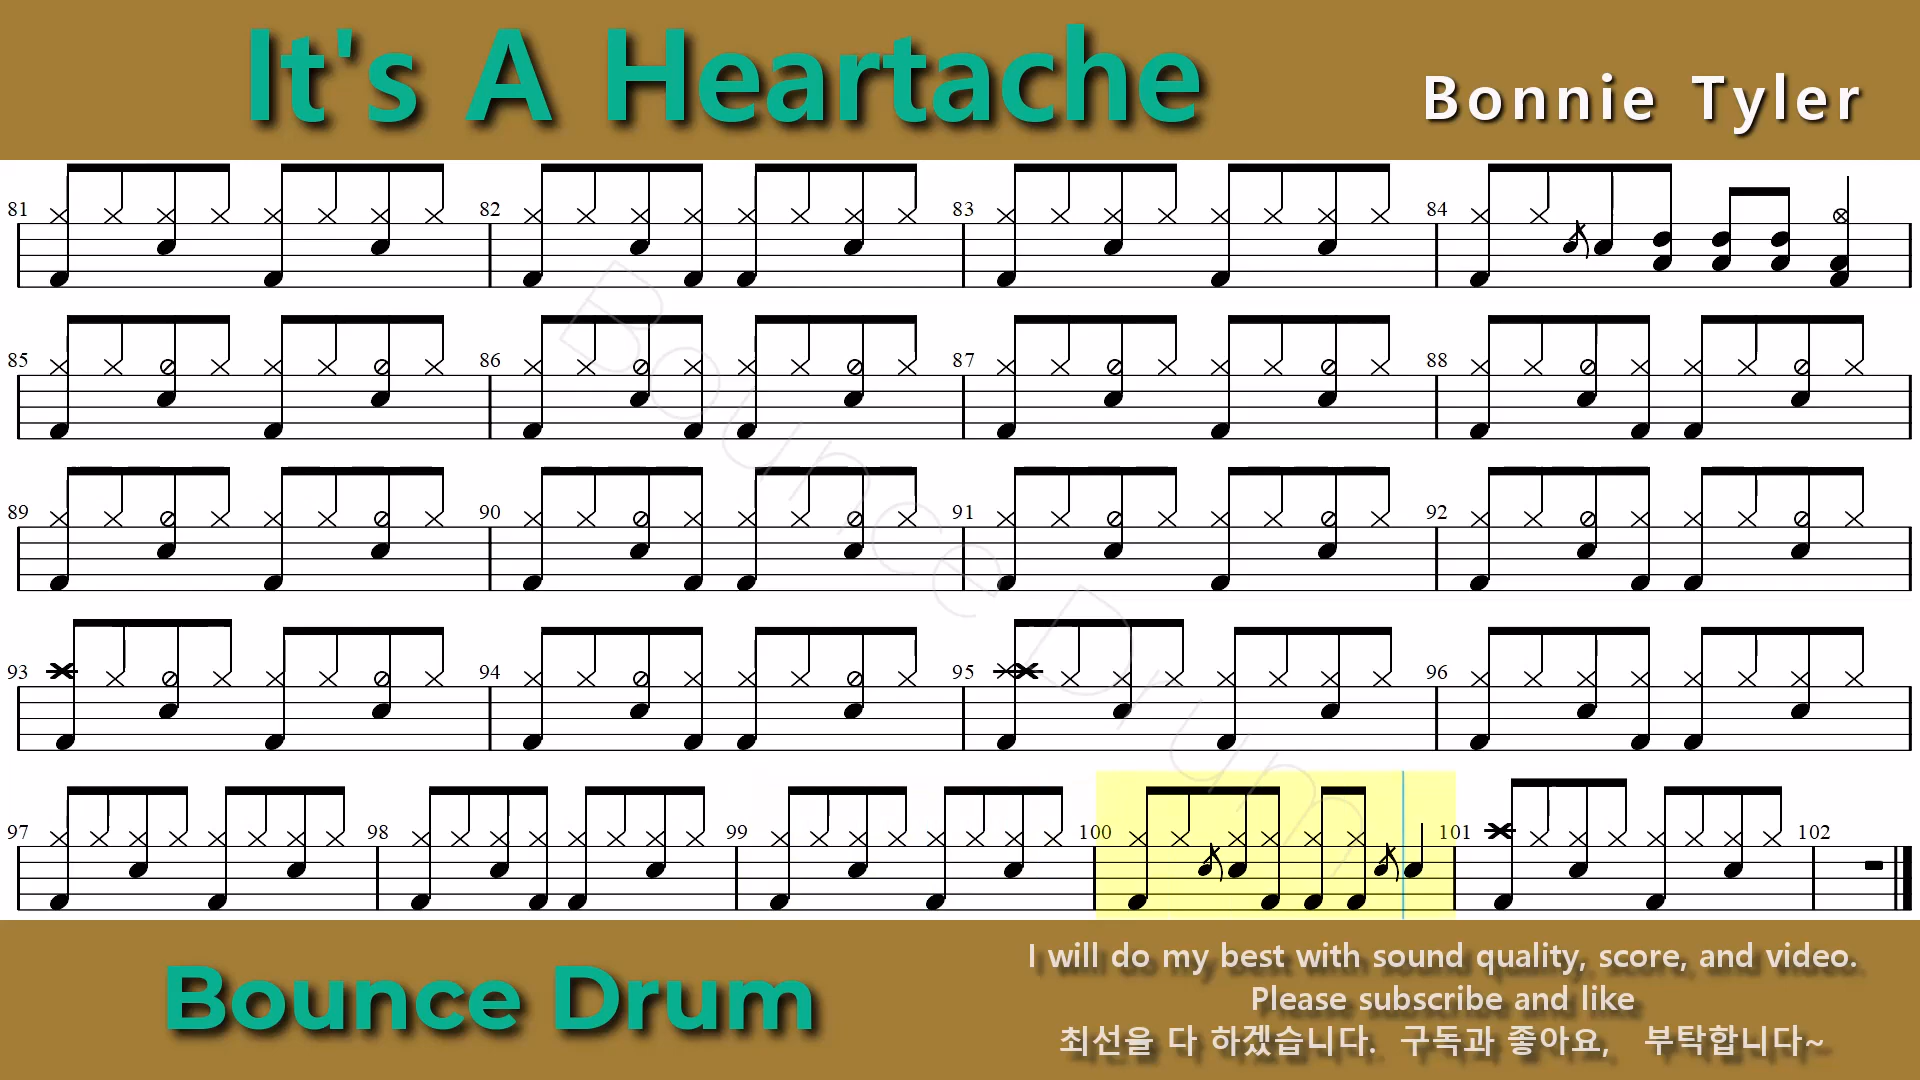 It's A Heartache
Bonnie Tyler
81 82 83 84
85 86 87 88
89 90 91 92
93 94 95 96
97 98 99 100 101 102
Bounce Drum
Bounce Drum
I will do my best with sound quality, score, and video.
Please subscribe and like
최선을 다 하겠습니다. 구독과 좋아요, 부탁합니다~